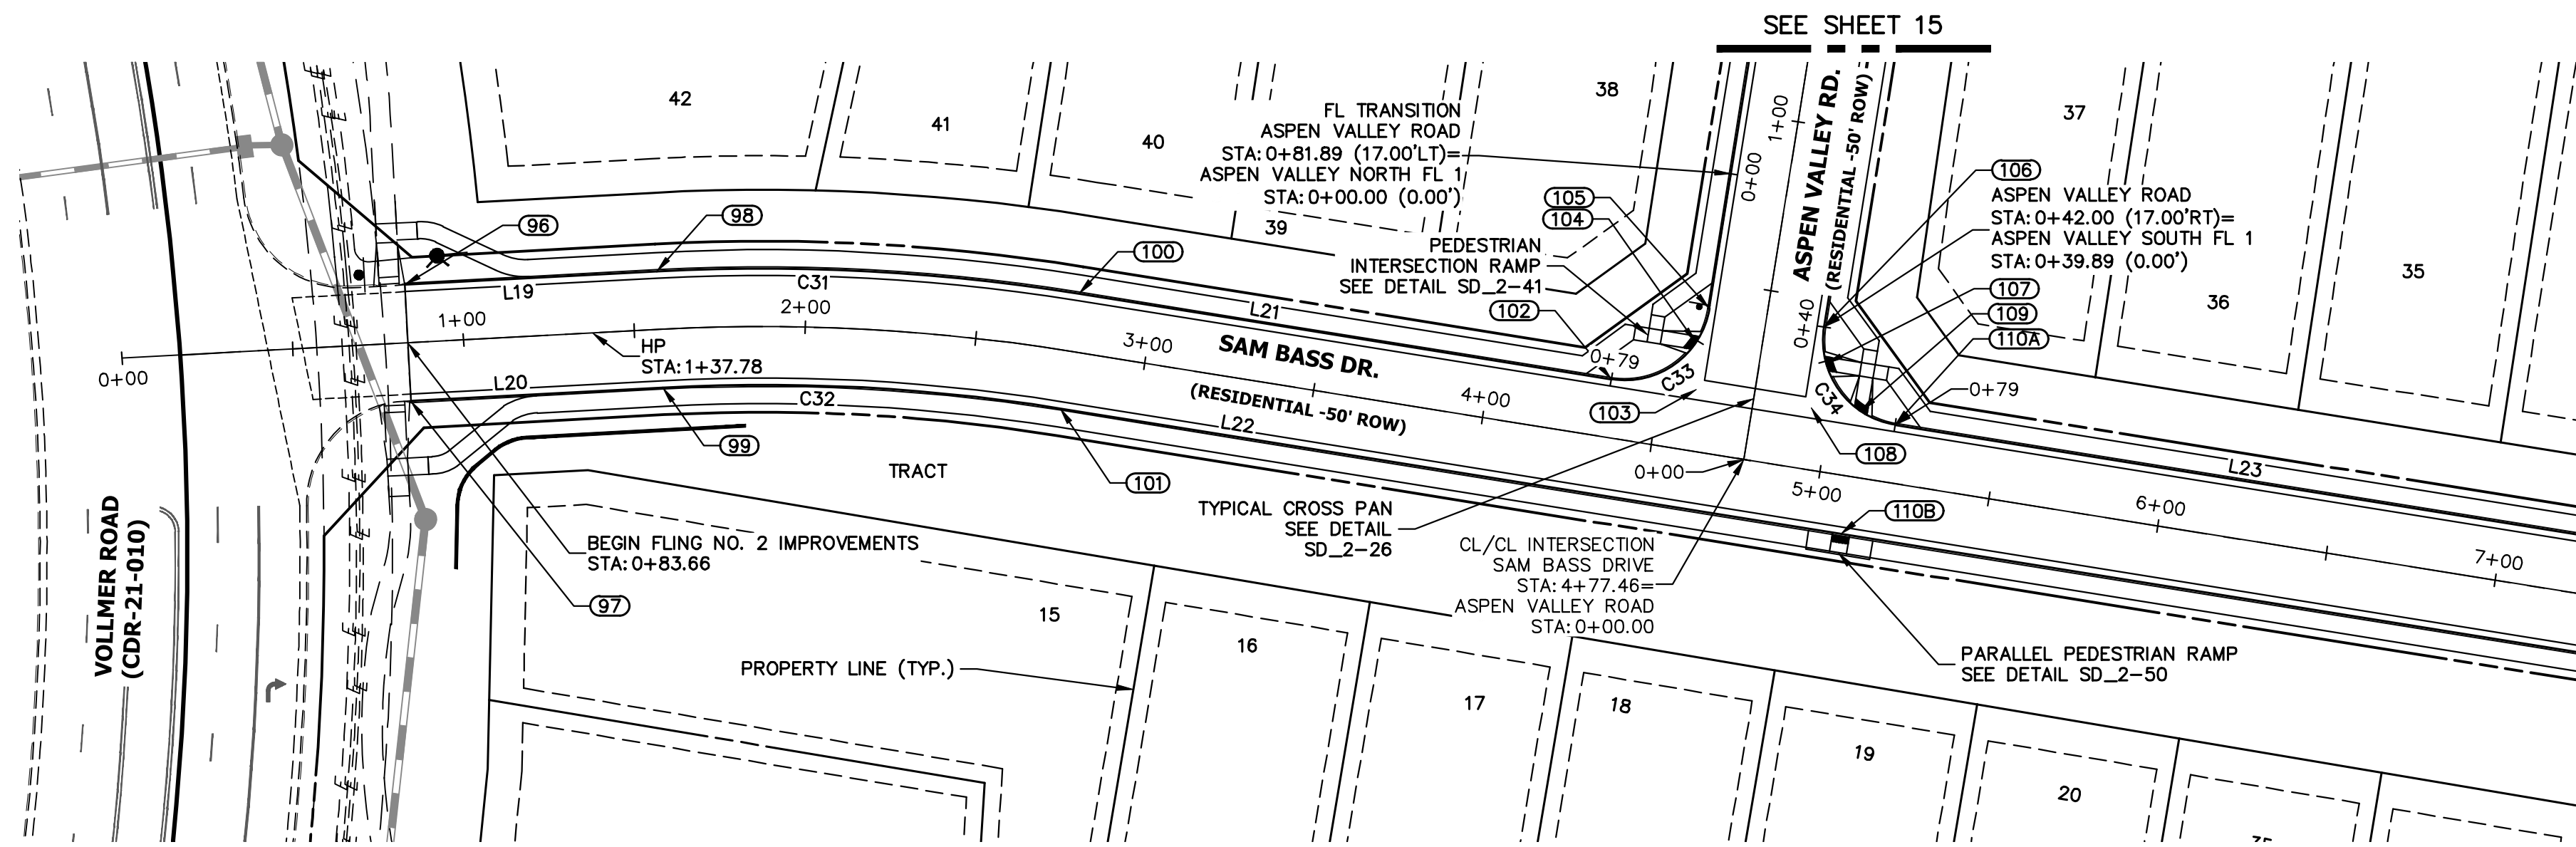 SEE SHEET 15
42
41
40
39
38
37
36
35
FL TRANSITION
ASPEN VALLEY ROAD
STA: 0+81.89 (17.00'LT)=
ASPEN VALLEY NORTH FL 1
STA: 0+00.00 (0.00')
PEDESTRIAN
INTERSECTION RAMP
SEE DETAIL SD_2-41
105
104
102
103
0+79
C33
1+00
0+00
0+40
ASPEN VALLEY RD.
(RESIDENTIAL -50' ROW)
106
ASPEN VALLEY ROAD
STA: 0+42.00 (17.00'RT)=
ASPEN VALLEY SOUTH FL 1
STA: 0+39.89 (0.00')
107
109
110A
0+79
C34
108
96
98
100
L19
C31
L21
0+00
1+00
2+00
3+00
4+00
5+00
6+00
7+00
HP
STA: 1+37.78
SAM BASS DR.
(RESIDENTIAL -50' ROW)
L20
C32
L22
L23
99
101
97
TRACT
0+00
110B
VOLLMER ROAD
(CDR-21-010)
BEGIN FLING NO. 2 IMPROVEMENTS
STA: 0+83.66
TYPICAL CROSS PAN
SEE DETAIL
SD_2-26
CL/CL INTERSECTION
SAM BASS DRIVE
STA: 4+77.46=
ASPEN VALLEY ROAD
STA: 0+00.00
PARALLEL PEDESTRIAN RAMP
SEE DETAIL SD_2-50
PROPERTY LINE (TYP.)
15
16
17
18
19
20